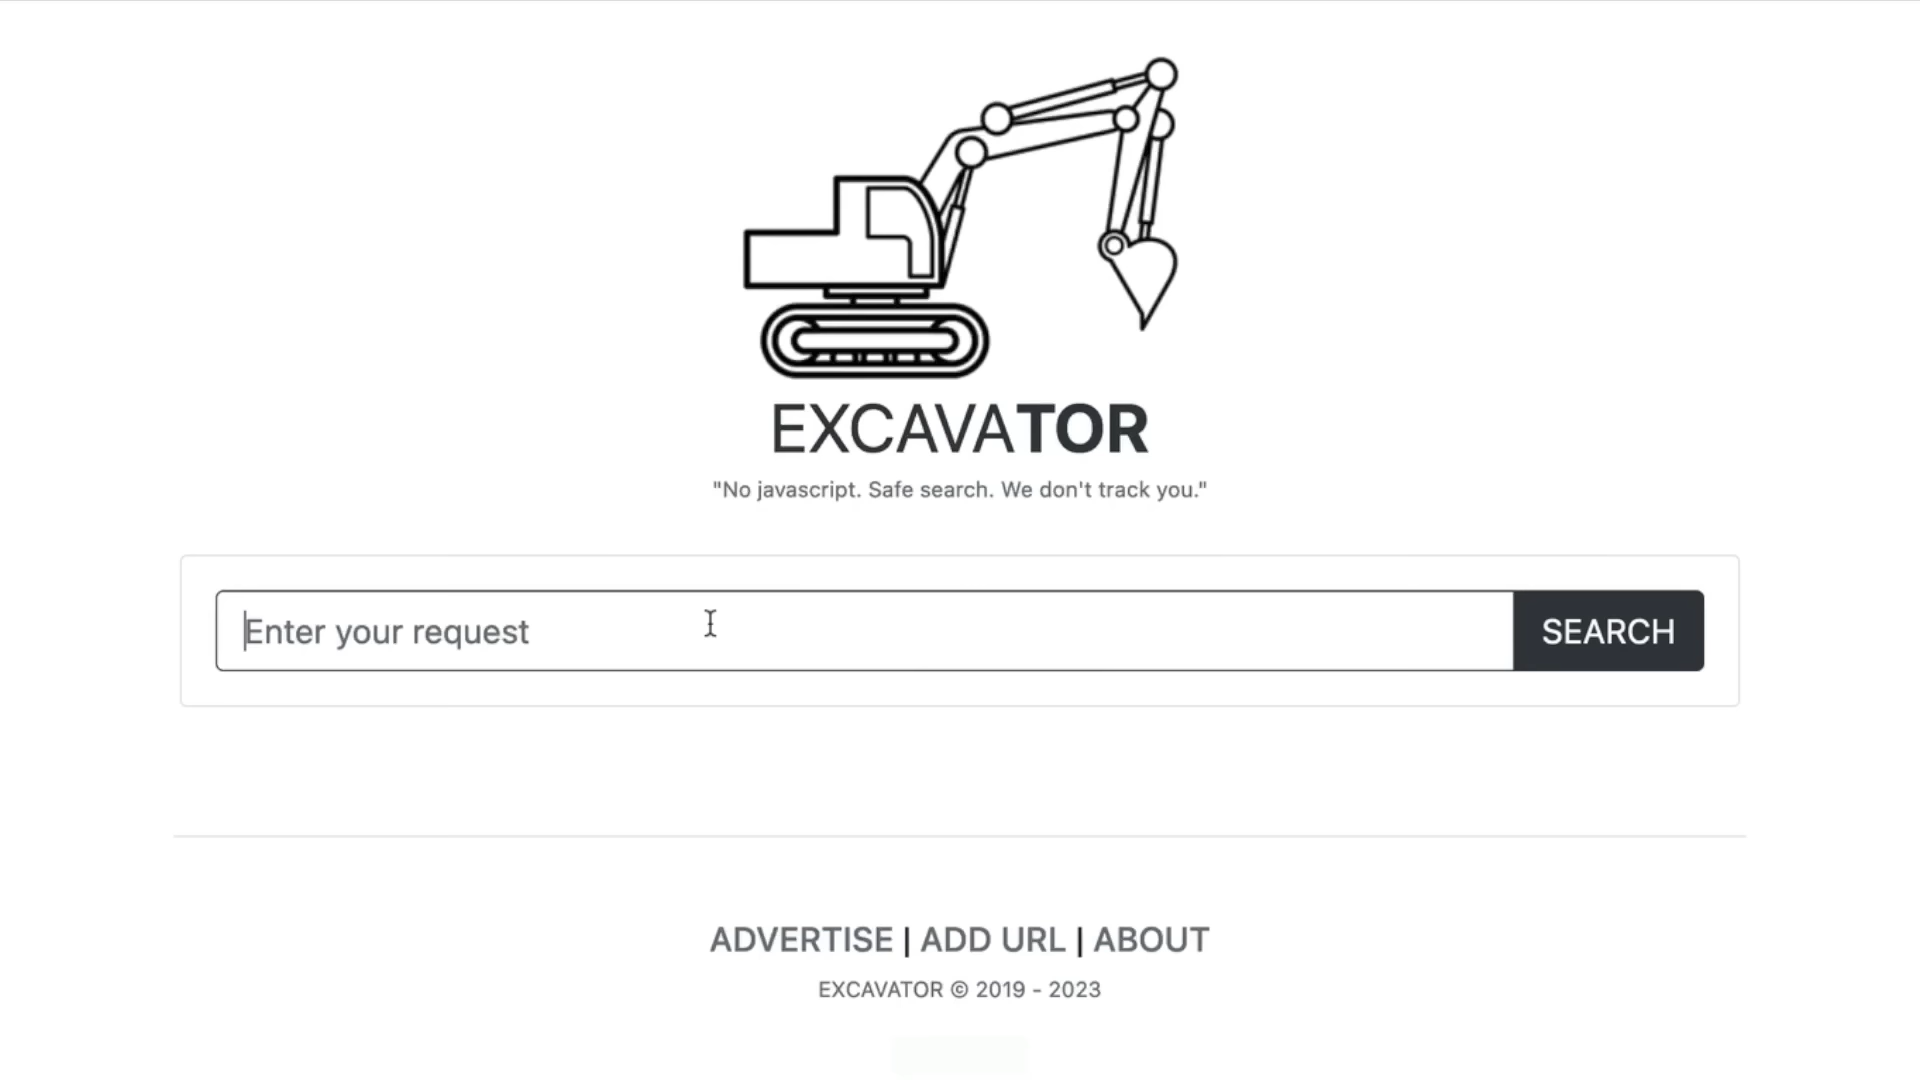 EXCAVATOR
"No javascript. Safe search. We don't track you."
Enter your request
SEARCH
ADVERTISE | ADD URL | ABOUT
EXCAVATOR © 2019 - 2023